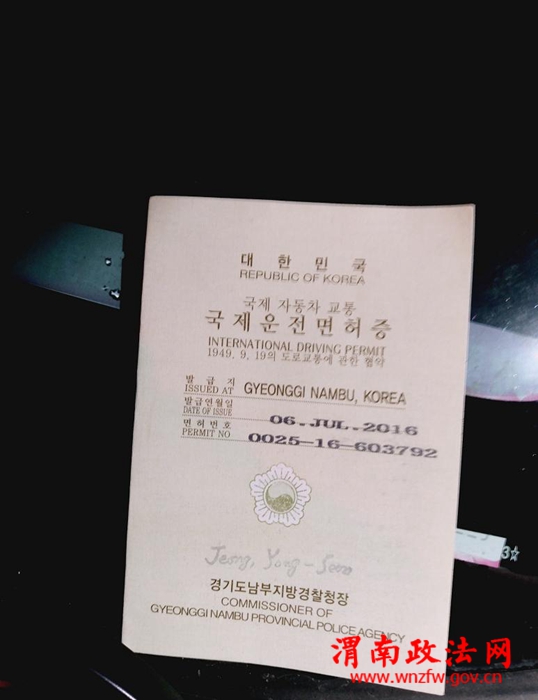 대한민국
REPUBLIC OF KOREA
국제 자동차 교통
국제운전면허증
INTERNATIONAL DRIVING PERMIT
1949. 9. 19의 도로교통에 관한 협약
발급지
ISSUED AT GYEONGGI NAMBU, KOREA
발급연월일
DATE OF ISSUE 06.JUL.2016
면허번호
PERMIT NO 0025-16-603792
경기도남부지방경찰청장
COMMISSIONER OF
GYEONGGI NAMBU PROVINCIAL POLICE AGENCY
渭南政法网
www.wnzfw.gov.cn